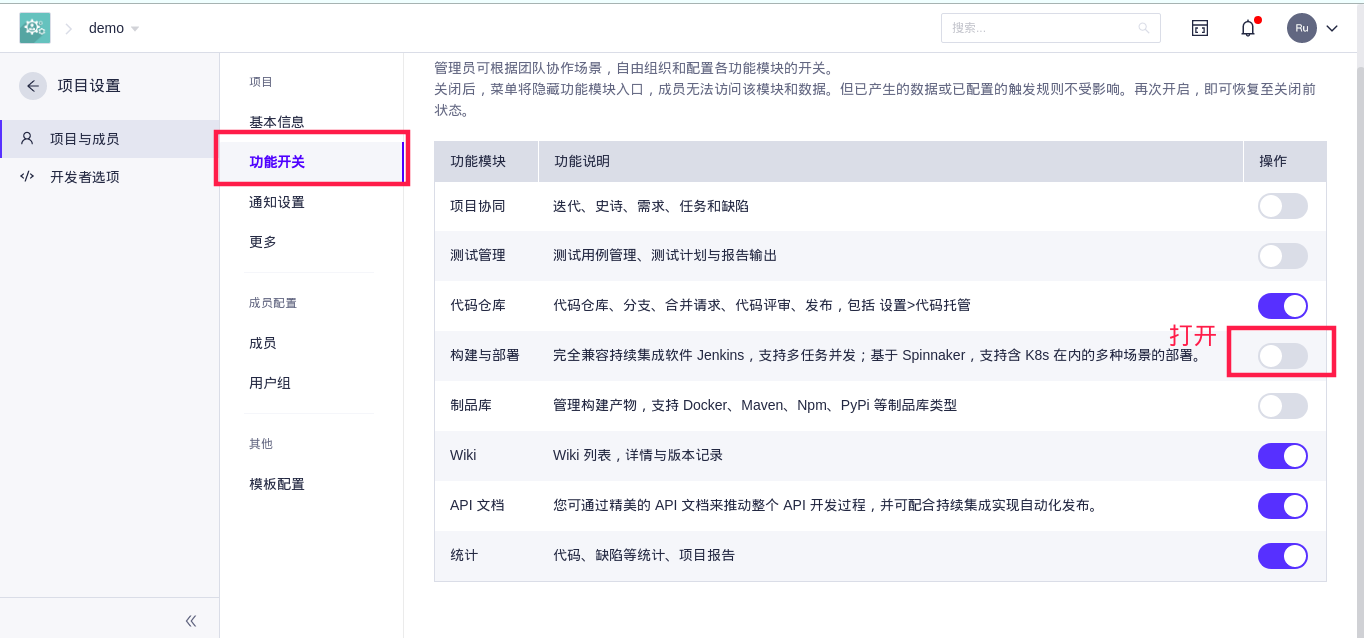 demo
搜索...
Ru
项目设置
项目与成员
开发者选项
项目
基本信息
功能开关
通知设置
更多
成员配置
成员
用户组
其他
模板配置
管理员可根据团队协作场景，自由组织和配置各功能模块的开关。
关闭后，菜单将隐藏功能模块入口，成员无法访问该模块和数据。但已产生的数据或已配置的触发规则不受影响。再次开启，即可恢复至关闭前
状态。
功能模块 功能说明 操作
项目协同 迭代、史诗、需求、任务和缺陷
测试管理 测试用例管理、测试计划与报告输出
代码仓库 代码仓库、分支、合并请求、代码评审、发布，包括 设置>代码托管
打开
构建与部署 完全兼容持续集成软件 Jenkins，支持多任务并发；基于 Spinnaker，支持含 K8s 在内的多种场景的部署。
制品库 管理构建产物，支持 Docker、Maven、Npm、PyPi 等制品库类型
Wiki Wiki 列表，详情与版本记录
API 文档 您可通过精美的 API 文档来推动整个 API 开发过程，并可配合持续集成实现自动化发布。
统计 代码、缺陷等统计、项目报告